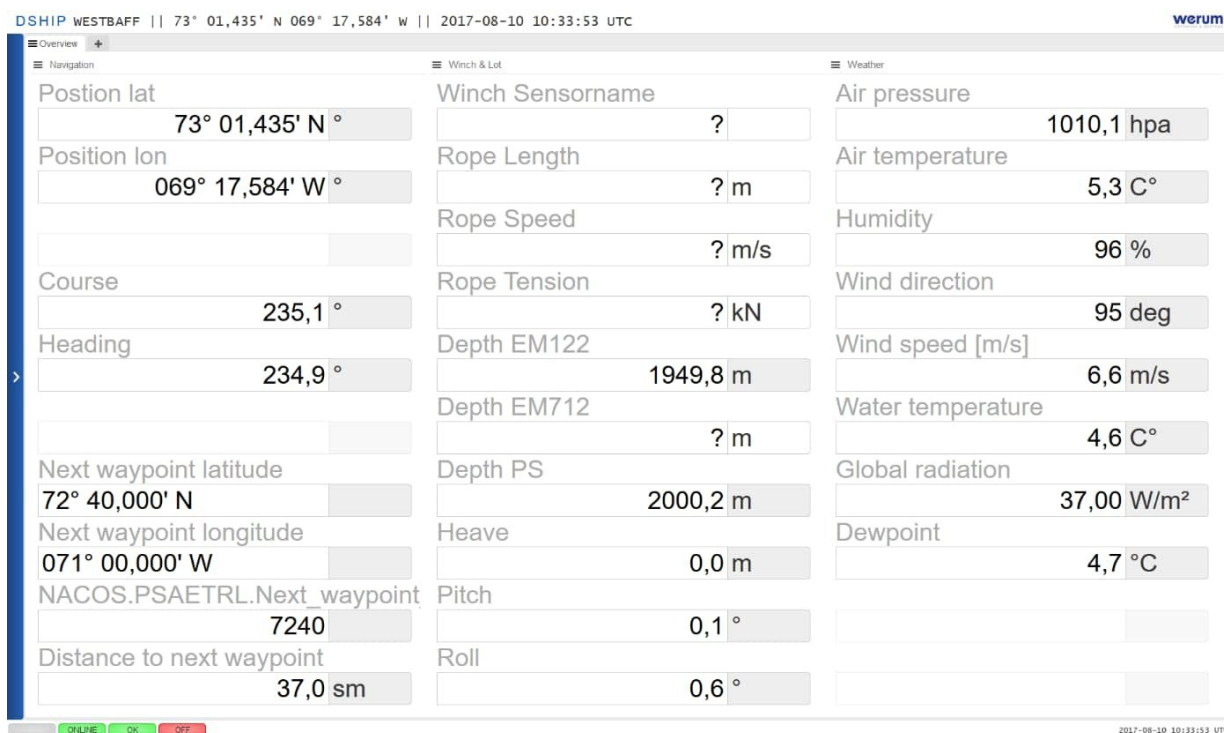 DSHIP WESTBAFF || 73° 01,435' N 069° 17,584' W || 2017-08-10 10:33:53 UTC
werum
Overview +
Navigation
Postion lat
73° 01,435' N °
Position lon
069° 17,584' W °
Course
235,1 °
Heading
234,9 °
Next waypoint latitude
72° 40,000' N
Next waypoint longitude
071° 00,000' W
NACOS.PSAETRL.Next_waypoint
7240
Distance to next waypoint
37,0 sm
Winch & Lot
Winch Sensorname
?
Rope Length
? m
Rope Speed
? m/s
Rope Tension
? kN
Depth EM122
1949,8 m
Depth EM712
? m
Depth PS
2000,2 m
Heave
0,0 m
Pitch
0,1 °
Roll
0,6 °
Weather
Air pressure
1010,1 hpa
Air temperature
5,3 C°
Humidity
96 %
Wind direction
95 deg
Wind speed [m/s]
6,6 m/s
Water temperature
4,6 C°
Global radiation
37,00 W/m²
Dewpoint
4,7 °C
ONLINE OK OFF
2017-08-10 10:33:53 UT